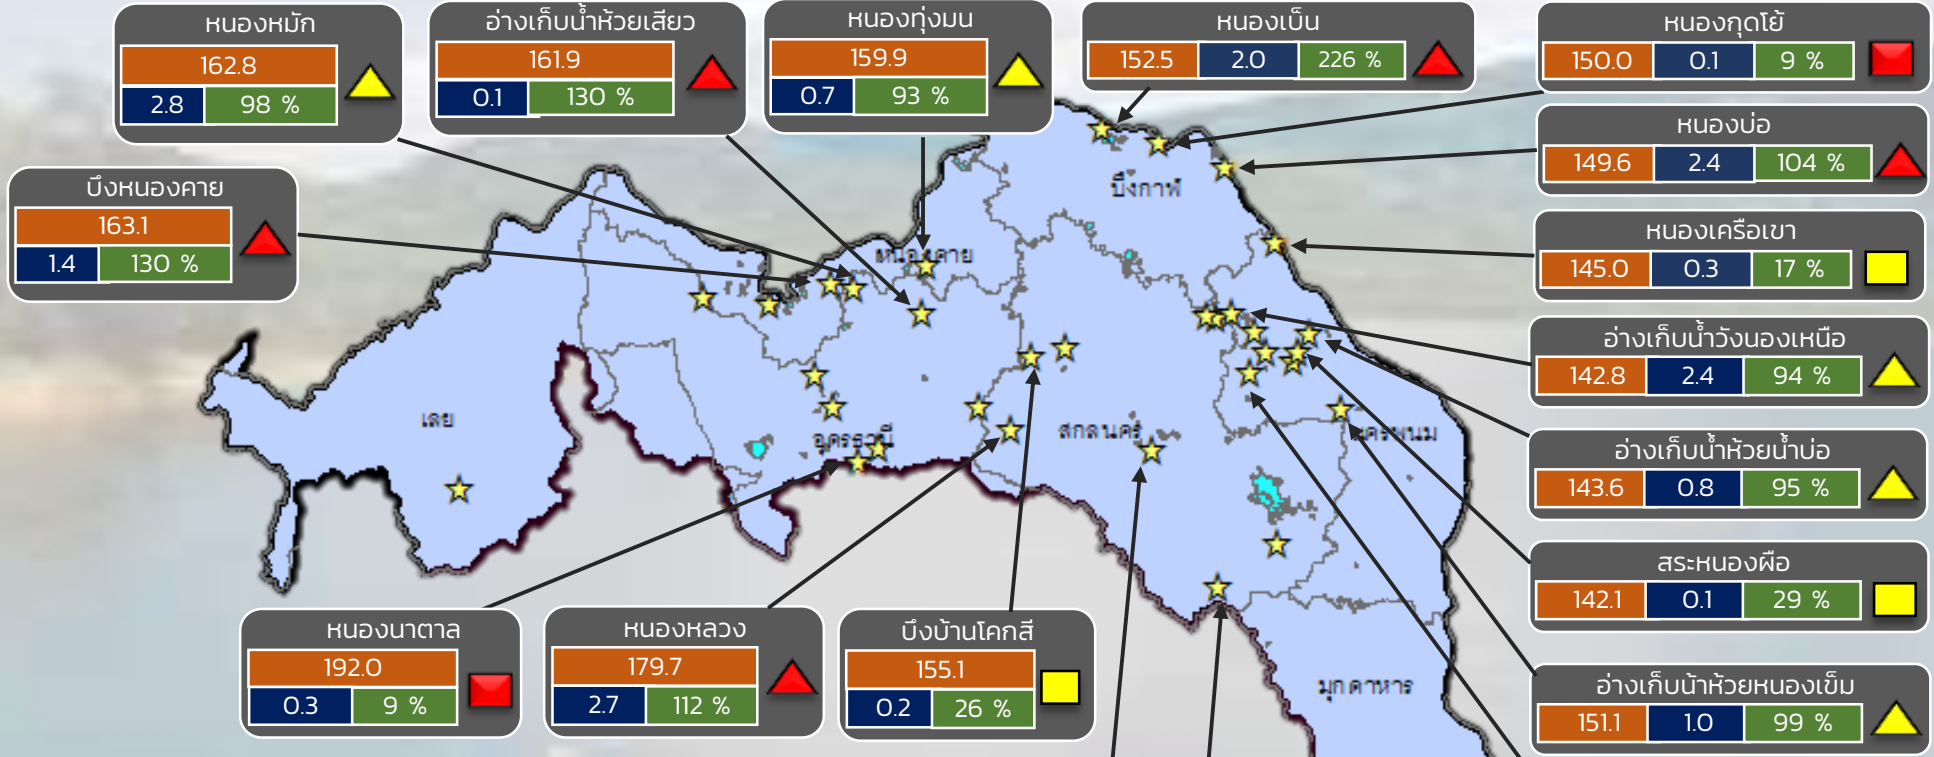 หนองหมัก
162.8
2.8 98 %
อ่างเก็บน้ำห้วยเสียว
161.9
0.1 130 %
หนองทุ่งมน
159.9
0.7 93 %
หนองเบ็น
152.5 2.0 226 %
หนองกุดโย้
150.0 0.1 9 %
หนองบ่อ
149.6 2.4 104 %
บึงหนองคาย
163.1
1.4 130 %
หนองเครือเขา
145.0 0.3 17 %
อ่างเก็บน้ำวังนองเหนือ
142.8 2.4 94 %
อ่างเก็บน้ำห้วยน้ำบ่อ
143.6 0.8 95 %
สระหนองผือ
142.1 0.1 29 %
อ่างเก็บน้าห้วยหนองเข็ม
151.1 1.0 99 %
บึงกาฬ
หนองคาย
เลย
อุดรธานี
สกลนคร
นครพนม
มุกดาหาร
หนองนาตาล
192.0
0.3 9 %
หนองหลวง
179.7
2.7 112 %
บึงบ้านโคกสี
155.1
0.2 26 %